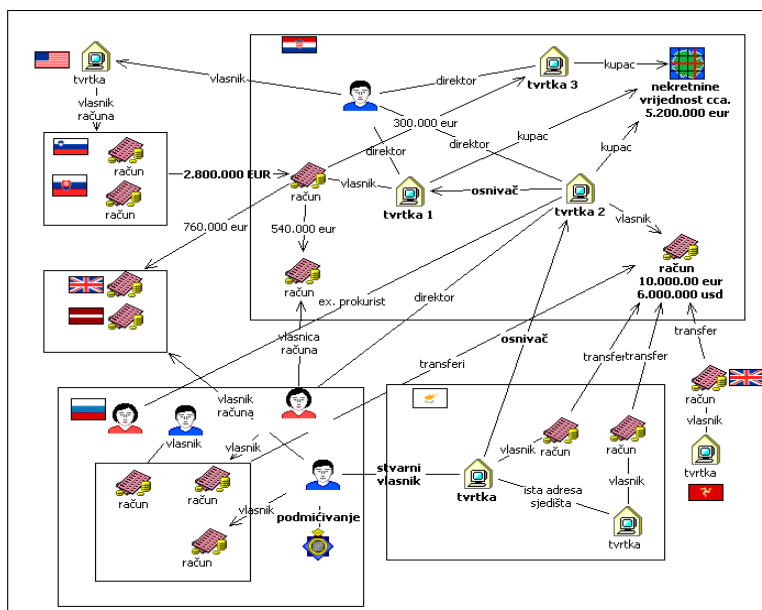 tvrtka
vlasnik
računa
vlasnik
direktor
tvrtka 3
kupac
nekretnine
vrijednost cca.
5.200.000 eur
300.000 eur
direktor
kupac
direktor
kupac
račun
račun
2.800.000 EUR
račun
vlasnik
tvrtka 1
osnivač
tvrtka 2
vlasnik
760.000 eur
540.000 eur
račun
10.000.00 eur
6.000.000 usd
račun
ex. prokurist
direktor
vlasnica
računa
osnivač
transfer
transferi
transfer
transfer
vlasnik
računa
račun
vlasnik
tvrtka
vlasnik
vlasnik
račun
račun
vlasnik
račun
podmićivanje
stvarni
vlasnik
tvrtka
vlasnik
račun
račun
vlasnik
ista adresa
sjedišta
tvrtka